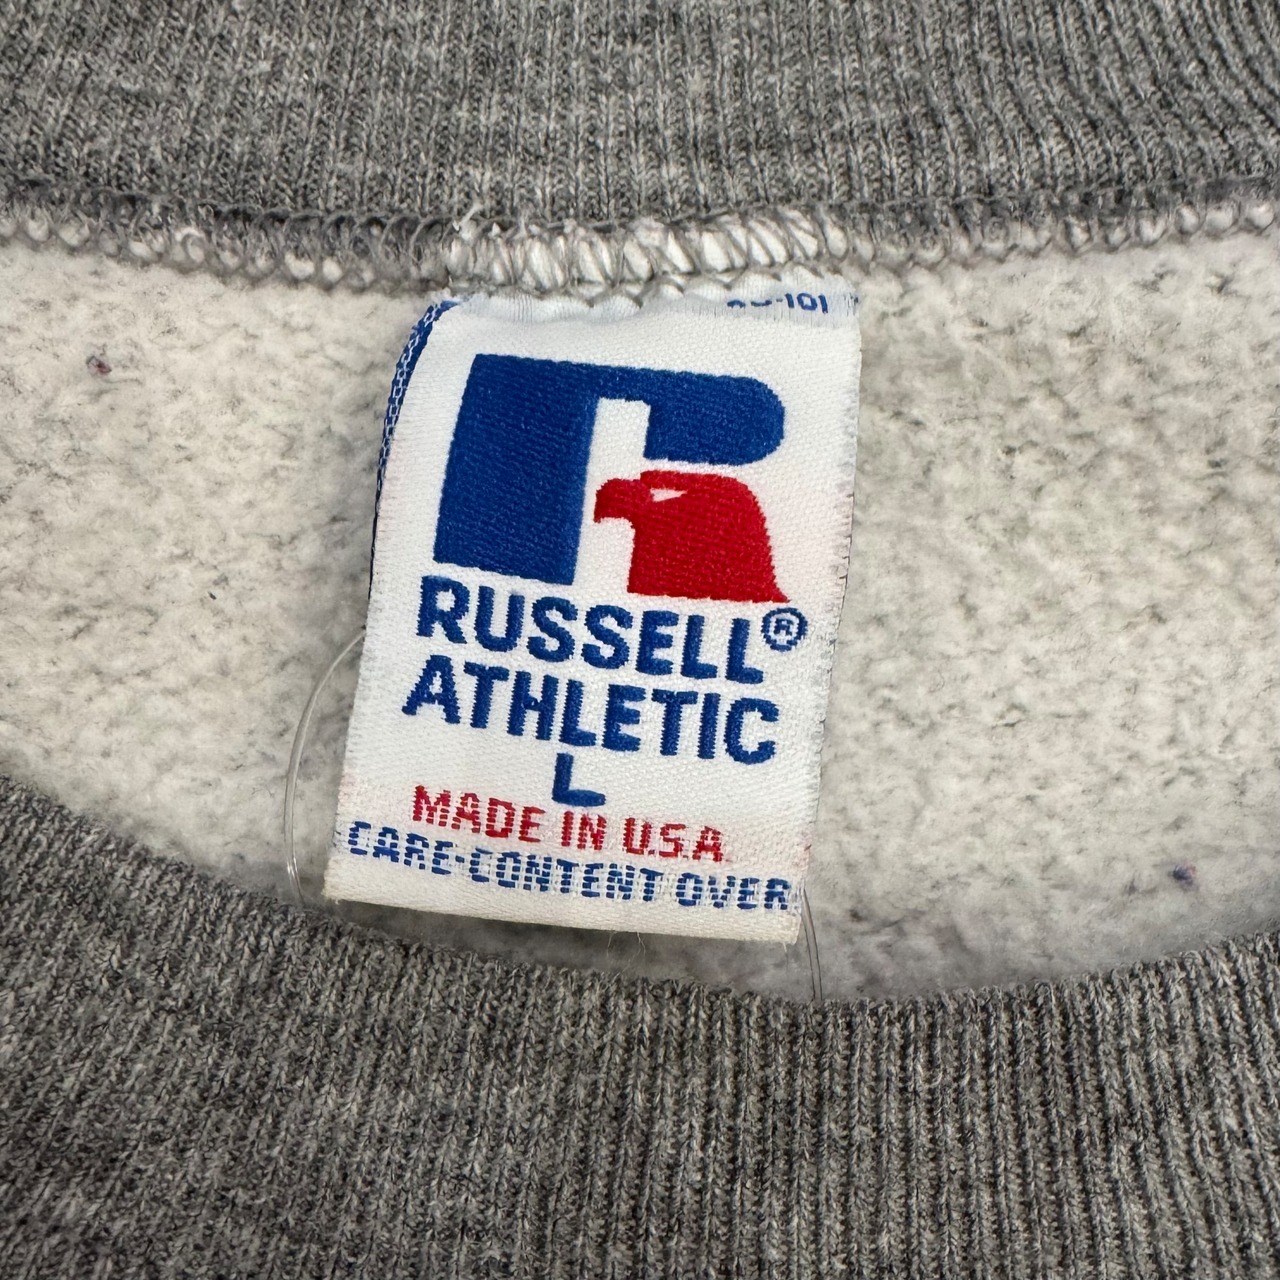 RUSSELL®
ATHLETIC
L
MADE IN U.S.A.
CARE-CONTENT OVER